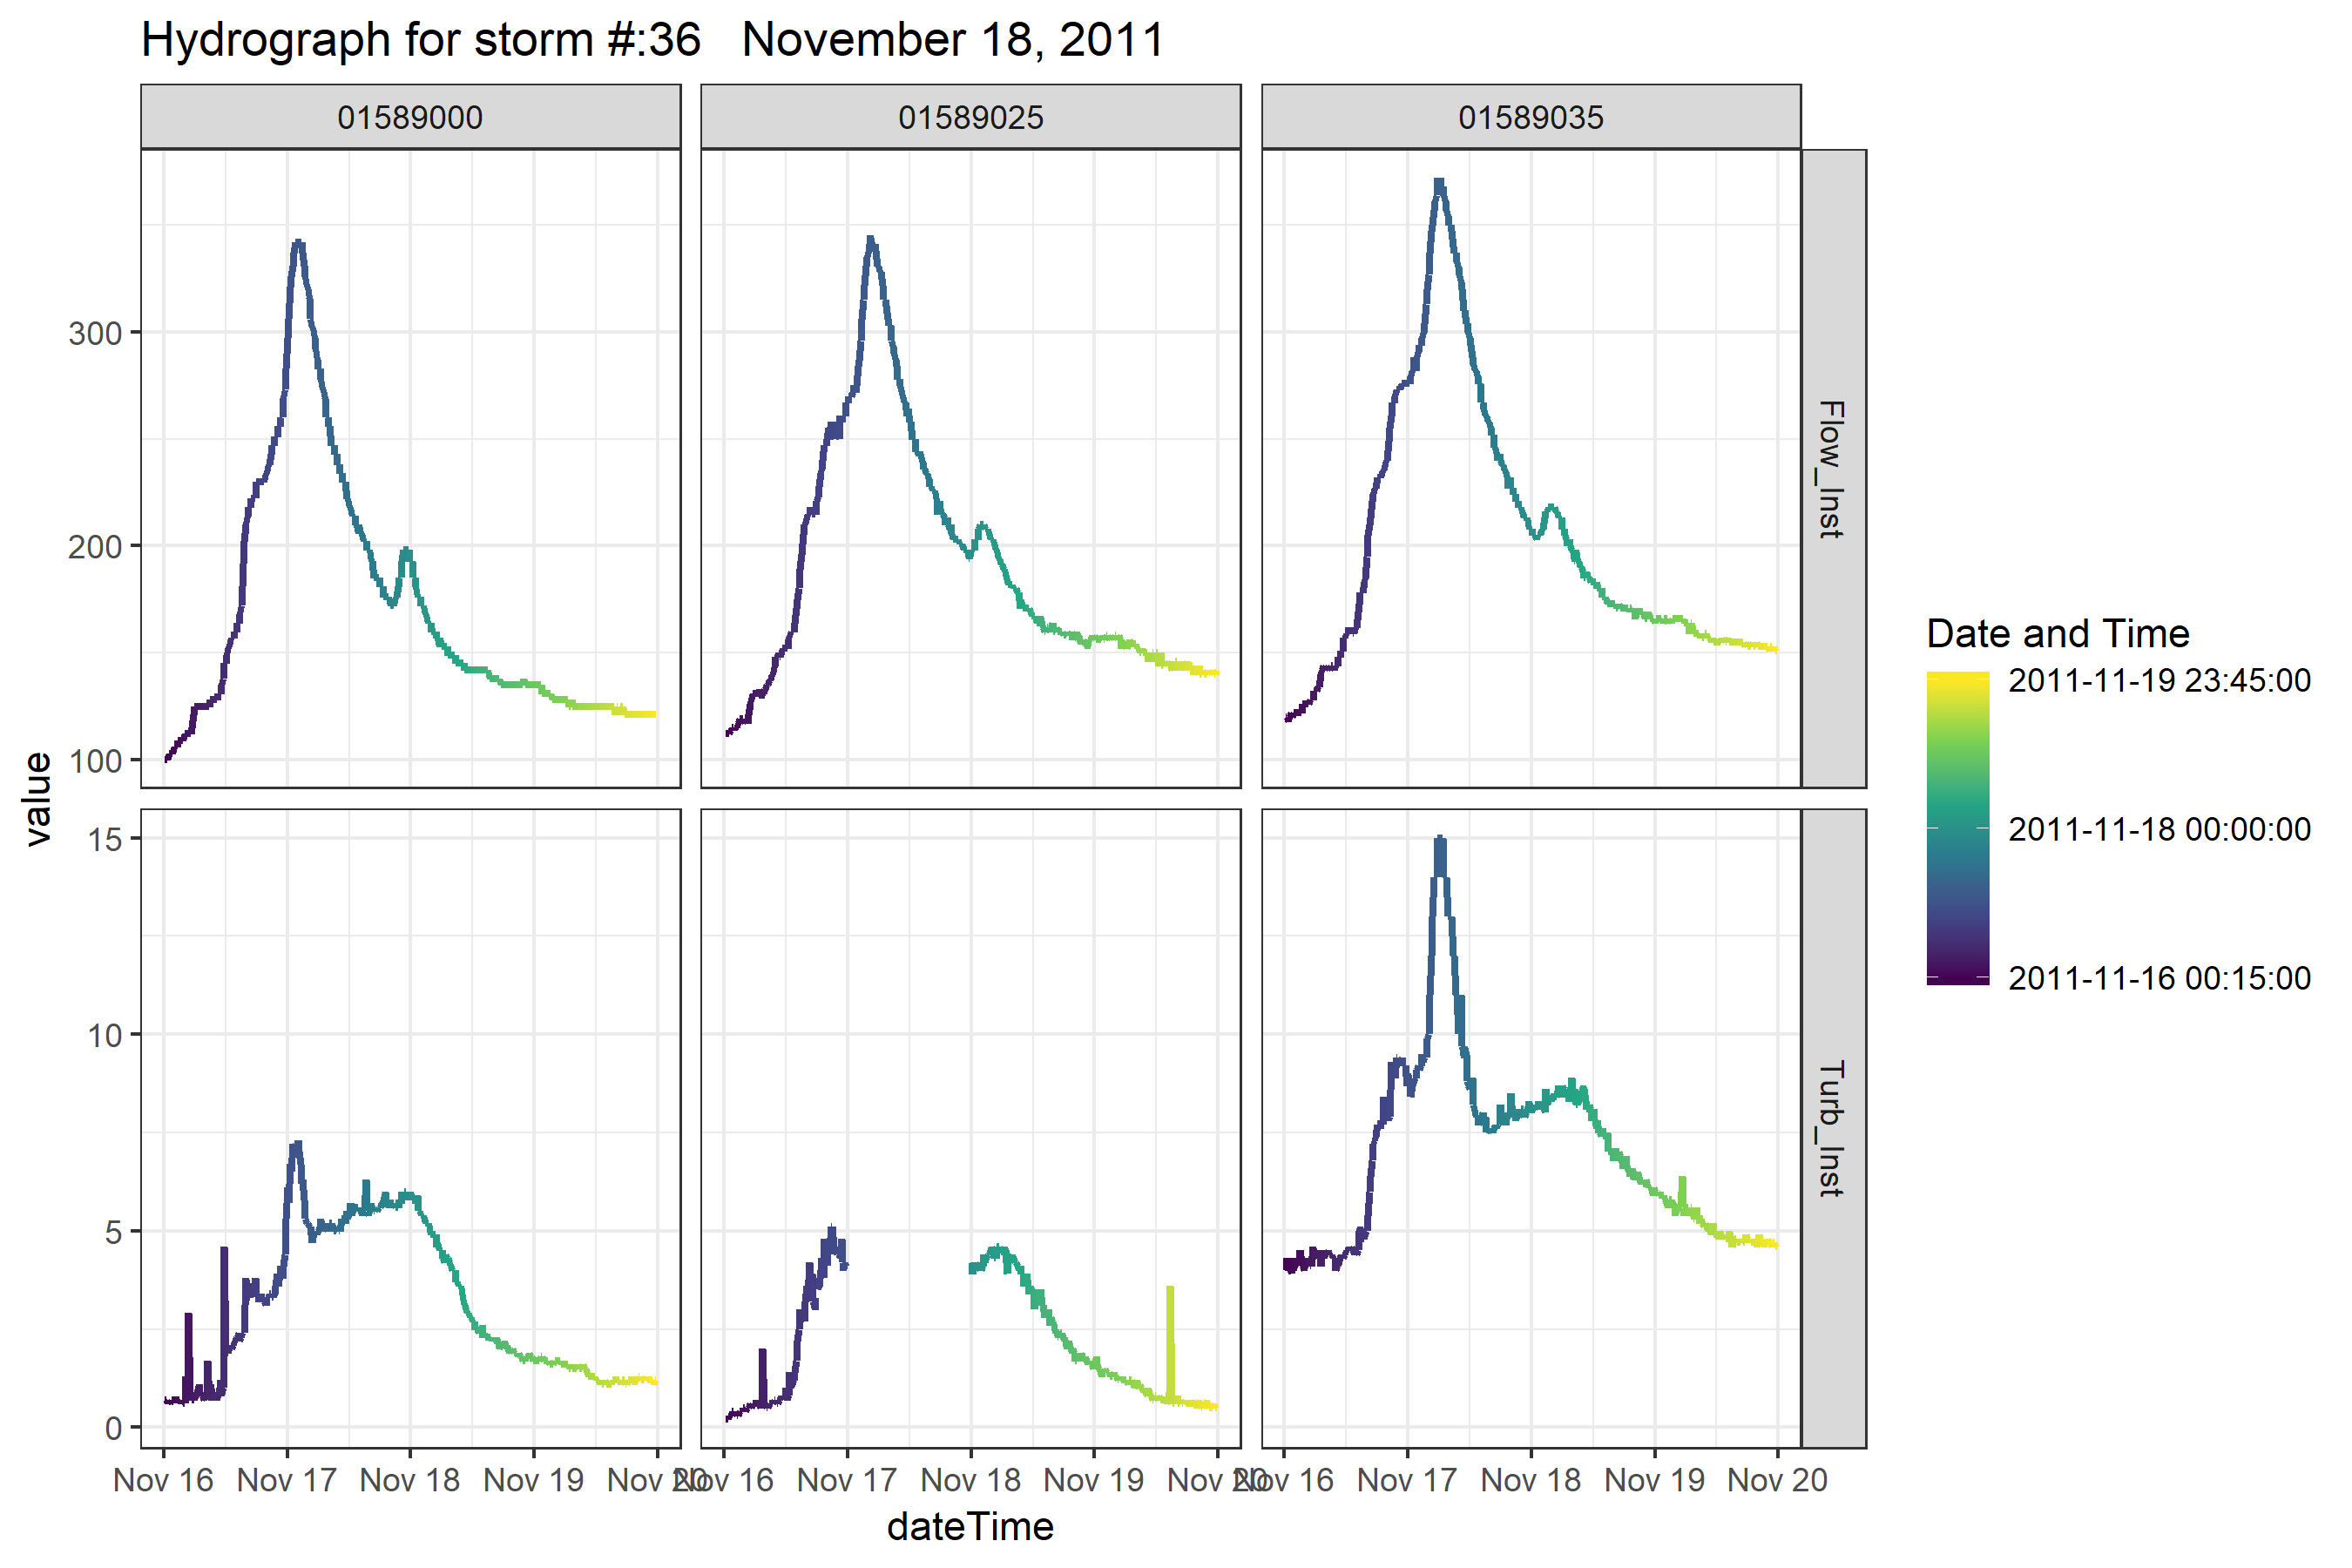 Hydrograph for storm #:36   November 18, 2011
01589000 01589025 01589035
300
200
100
Flow_Inst
value
15
10
5
0
Turb_Inst
Nov 16 Nov 17 Nov 18 Nov 19 Nov 20 Nov 16 Nov 17 Nov 18 Nov 19 Nov 20 Nov 16 Nov 17 Nov 18 Nov 19 Nov 20
dateTime
Date and Time
2011-11-19 23:45:00
2011-11-18 00:00:00
2011-11-16 00:15:00